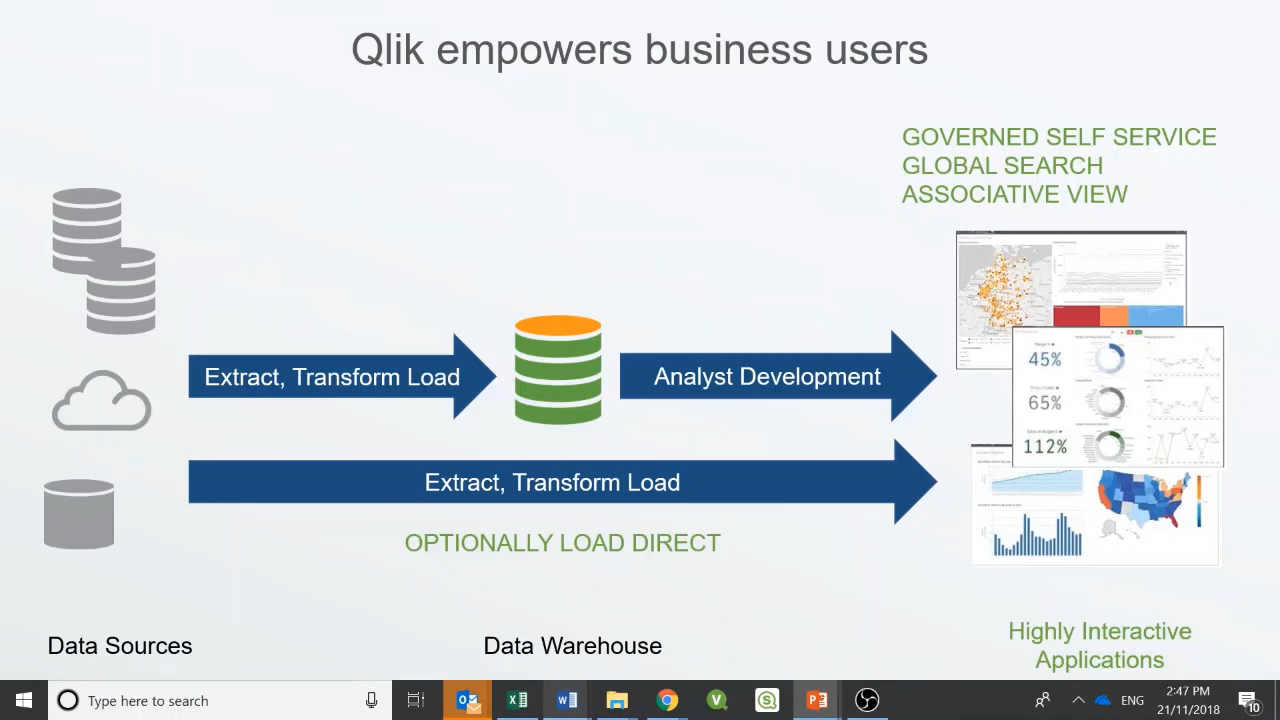 Qlik empowers business users
GOVERNED SELF SERVICE
GLOBAL SEARCH
ASSOCIATIVE VIEW
Extract, Transform Load
Analyst Development
45%
65%
112%
Extract, Transform Load
OPTIONALLY LOAD DIRECT
Data Sources
Data Warehouse
Highly Interactive
Applications
Type here to search
ENG
2:47 PM
21/11/2018
10